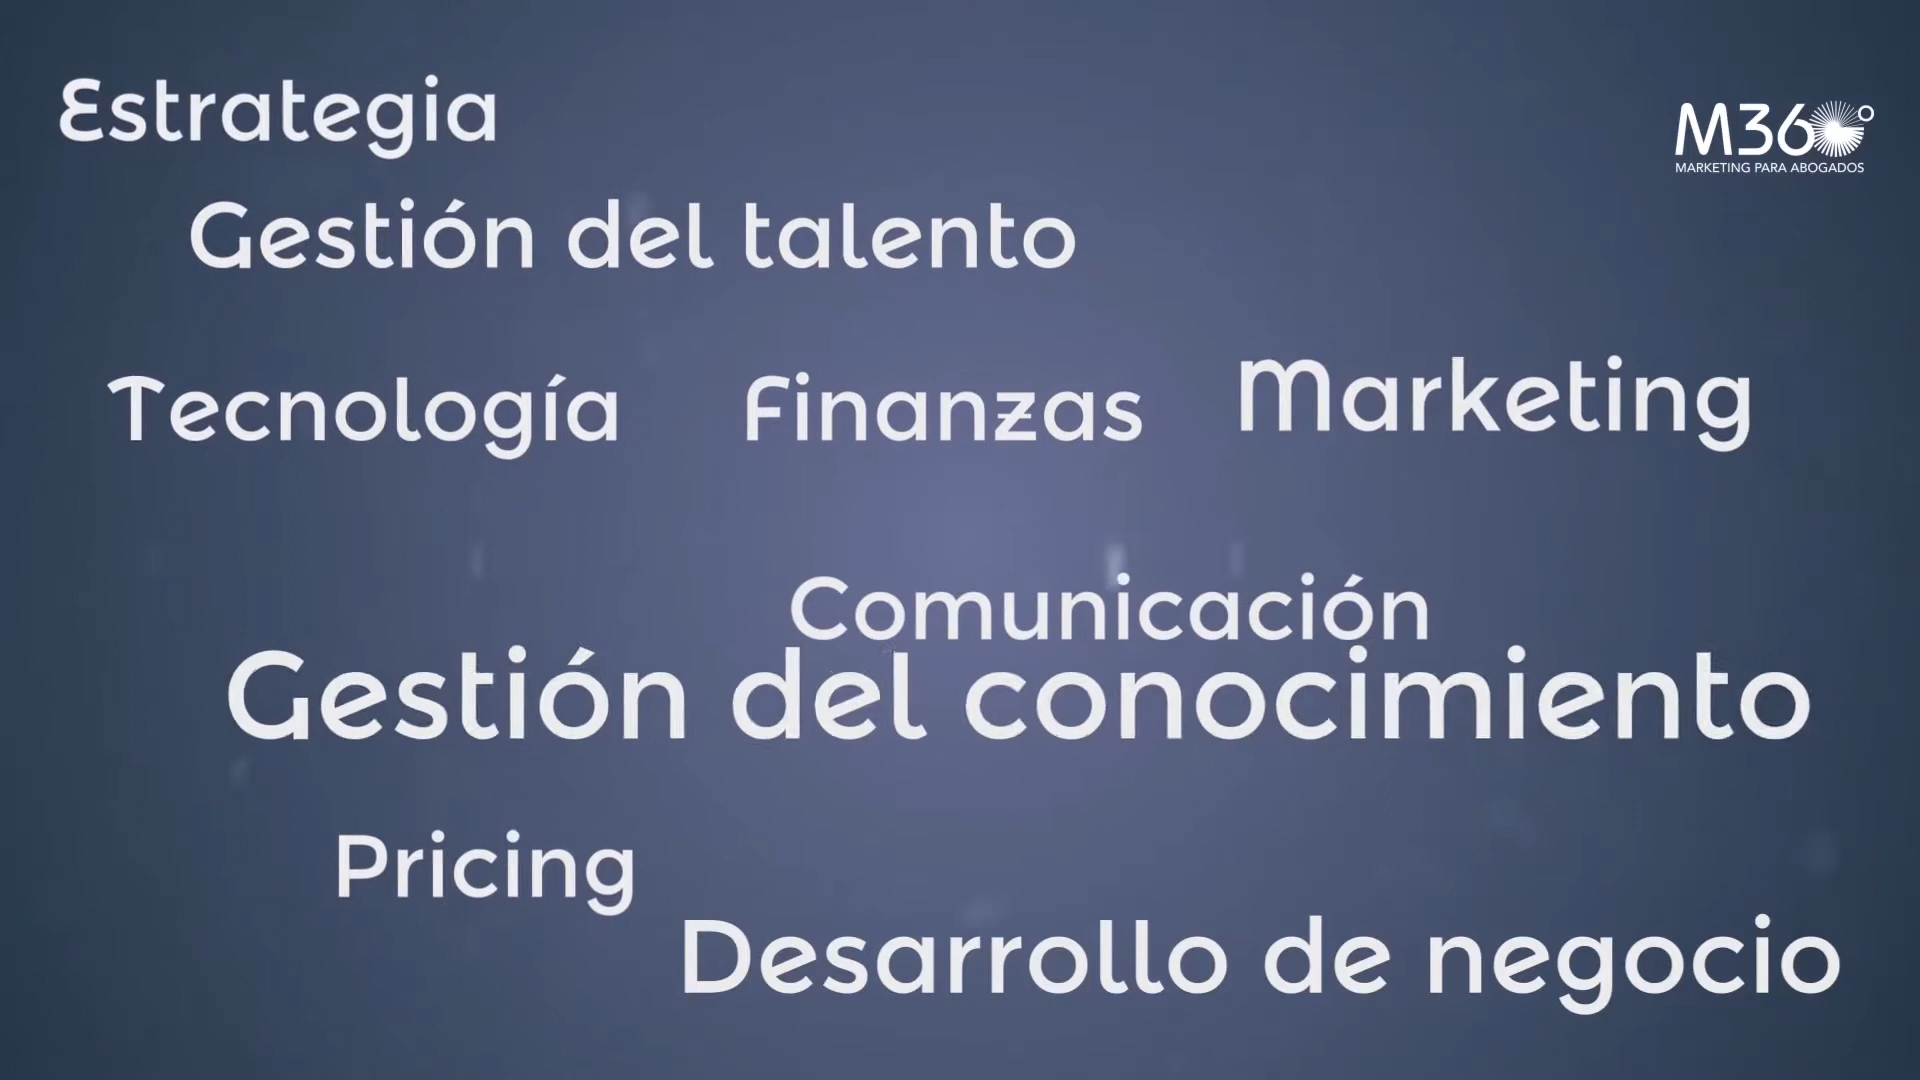 Estrategia
M360°
MARKETING PARA ABOGADOS
Gestión del talento
Tecnología
Finanzas
Marketing
Comunicación
Gestión del conocimiento
Pricing
Desarrollo de negocio